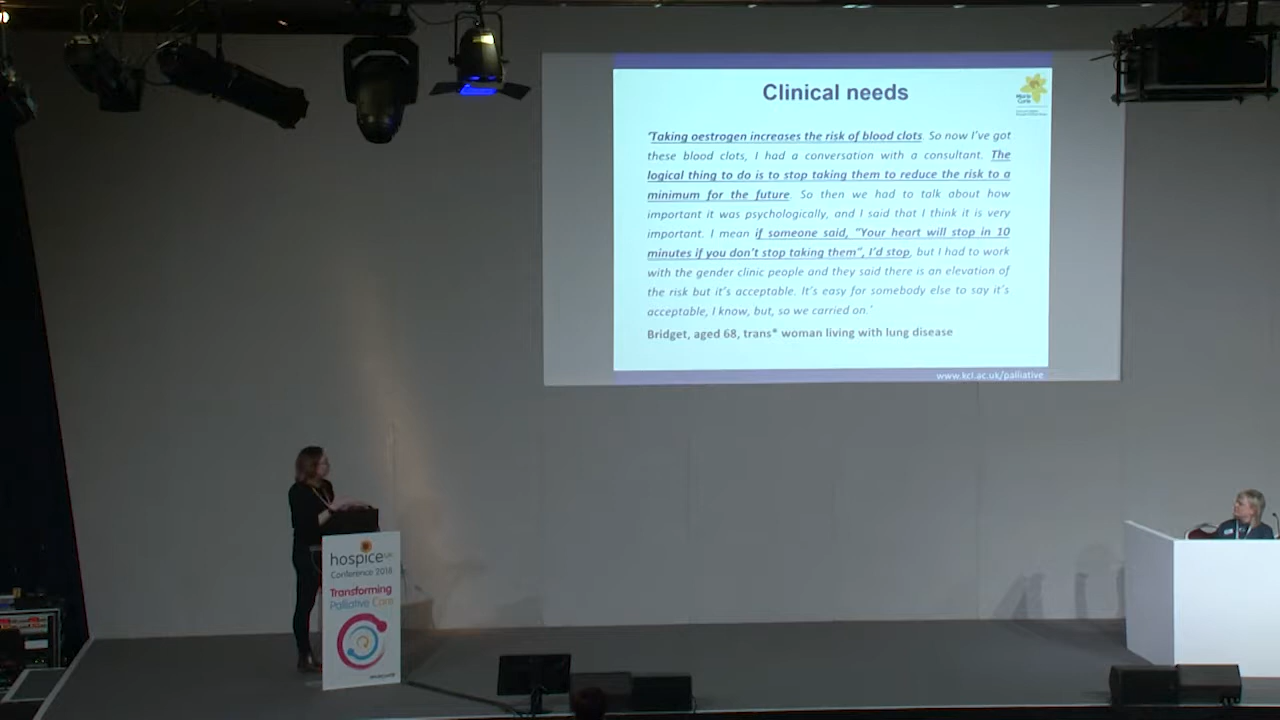 Clinical needs
Marie
Curie
'Taking oestrogen increases the risk of blood clots So now I've got
these blood clots, I had a conversation with a consultant. The
logical thing to do is to stop taking them to reduce the risk to a
minimum for the future. So then we had to talk about how
important it was psychologically, and I said that I think it is very
important. I mean if someone said, "Your heart will stop in 10
minutes if you don't stop taking them", I'd stop, but I had to work
with the gender clinic people and they said there is an elevation of
the risk but it's acceptable. It's easy for somebody else to say it's
acceptable, I know, but, so we carried on.'
Bridget, aged 68, trans* woman living with lung disease
www.kcl.ac.uk/palliative
hospice UK
Conference 2018
Transforming
Palliative Care